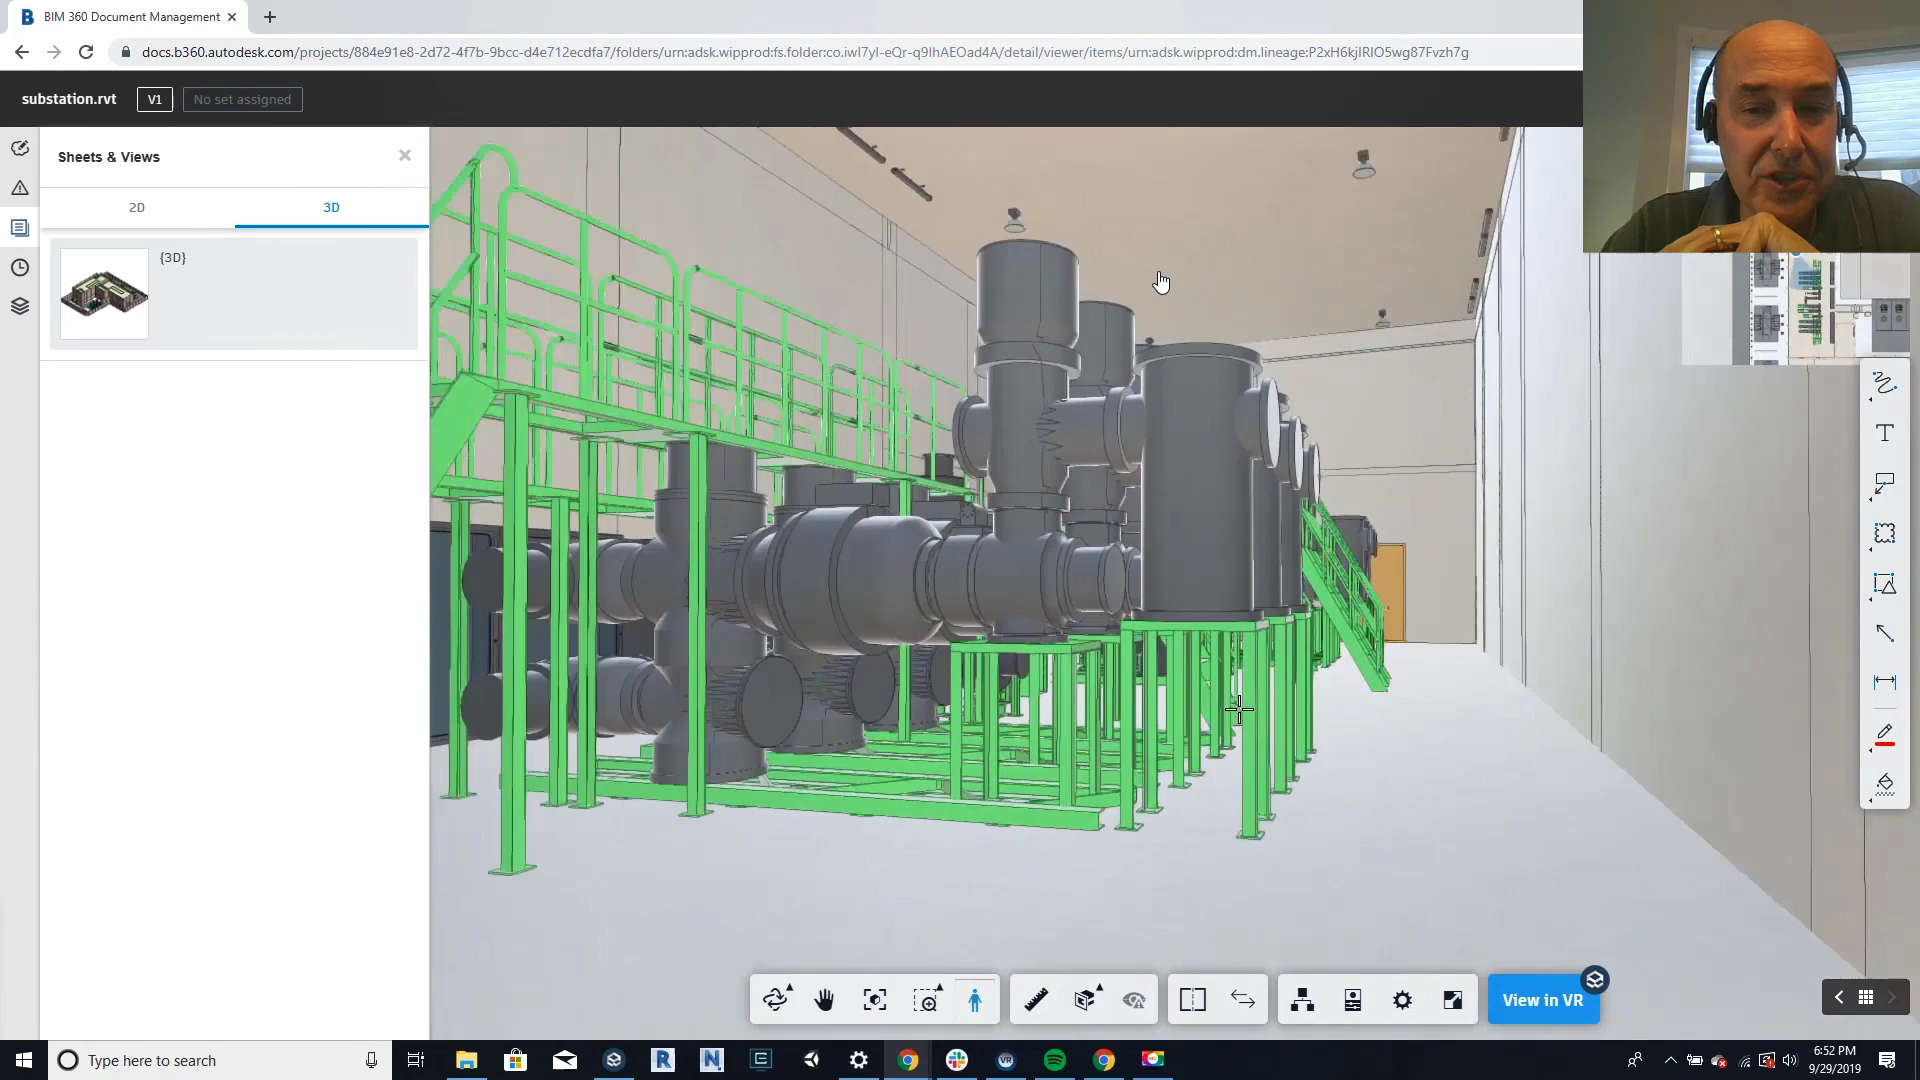 BIM 360 Document Management
docs.b360.autodesk.com/projects/884e91e8-2d72-4f7b-9bcc-d4e712ecdfa7/folders/urn:adsk.wipprod:fs.folder:co.iwI7yI-eQr-q9IhAEOad4A/detail/viewer/items/urn:adsk.wipprod:dm.lineage:P2xH6kjIRIO5wg87Fvzh7g
substation.rvt
V1
No set assigned
Sheets & Views
2D
3D
{3D}
View in VR
Type here to search
6:52 PM
9/29/2019